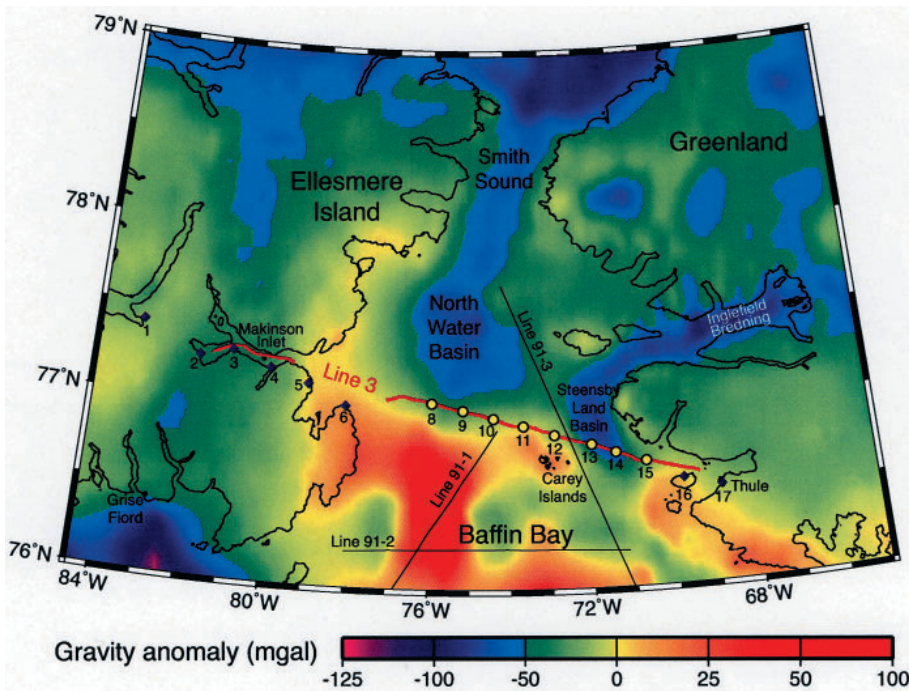 79˚N
78˚N
77˚N
76˚N
84˚W
80˚W
76˚W
72˚W
68˚W
Greenland
Smith
Sound
Ellesmere
Island
North
Water
Basin
Line 91-3
Inglefield
Bredning
Makinson
Inlet
1
2
3
4
5
6
Line 3
Steensby
Land
Basin
8
9
10
11
12
13
14
15
16
17
Thule
Carey
Islands
Line 91-1
Grise
Fiord
Line 91-2
Baffin Bay
Gravity anomaly (mgal)
-125
-100
-50
0
25
50
100